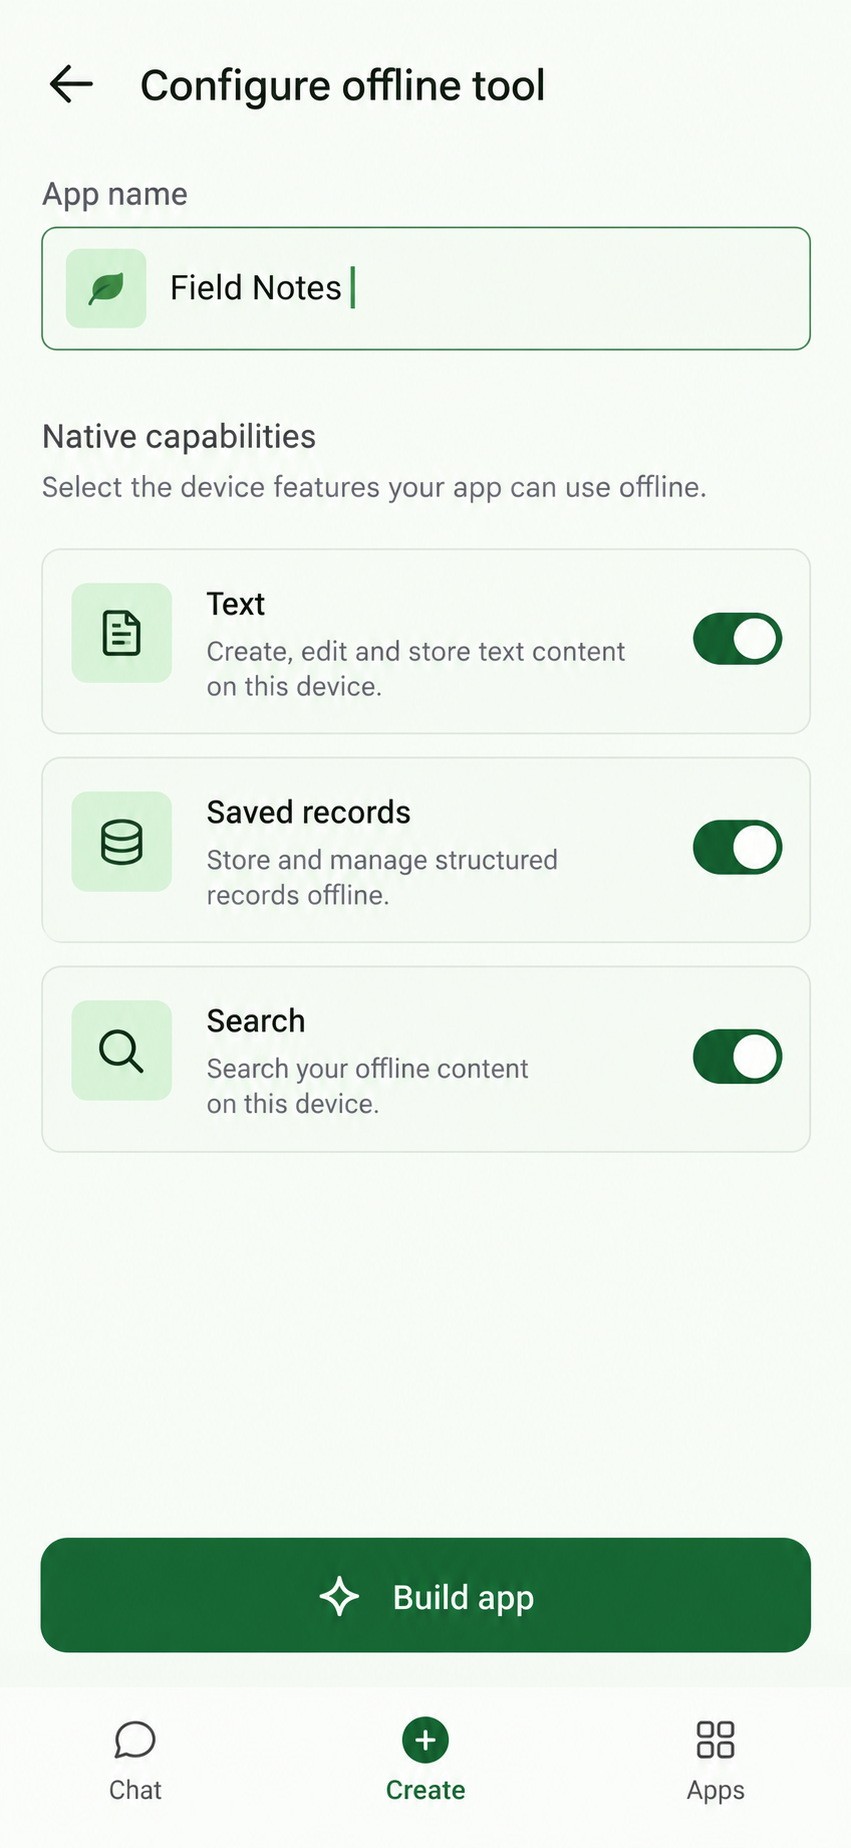 Configure offline tool
App name
Field Notes
Native capabilities
Select the device features your app can use offline.
Text
Create, edit and store text content
on this device.
Saved records
Store and manage structured
records offline.
Search
Search your offline content
on this device.
Build app
Chat
Create
Apps